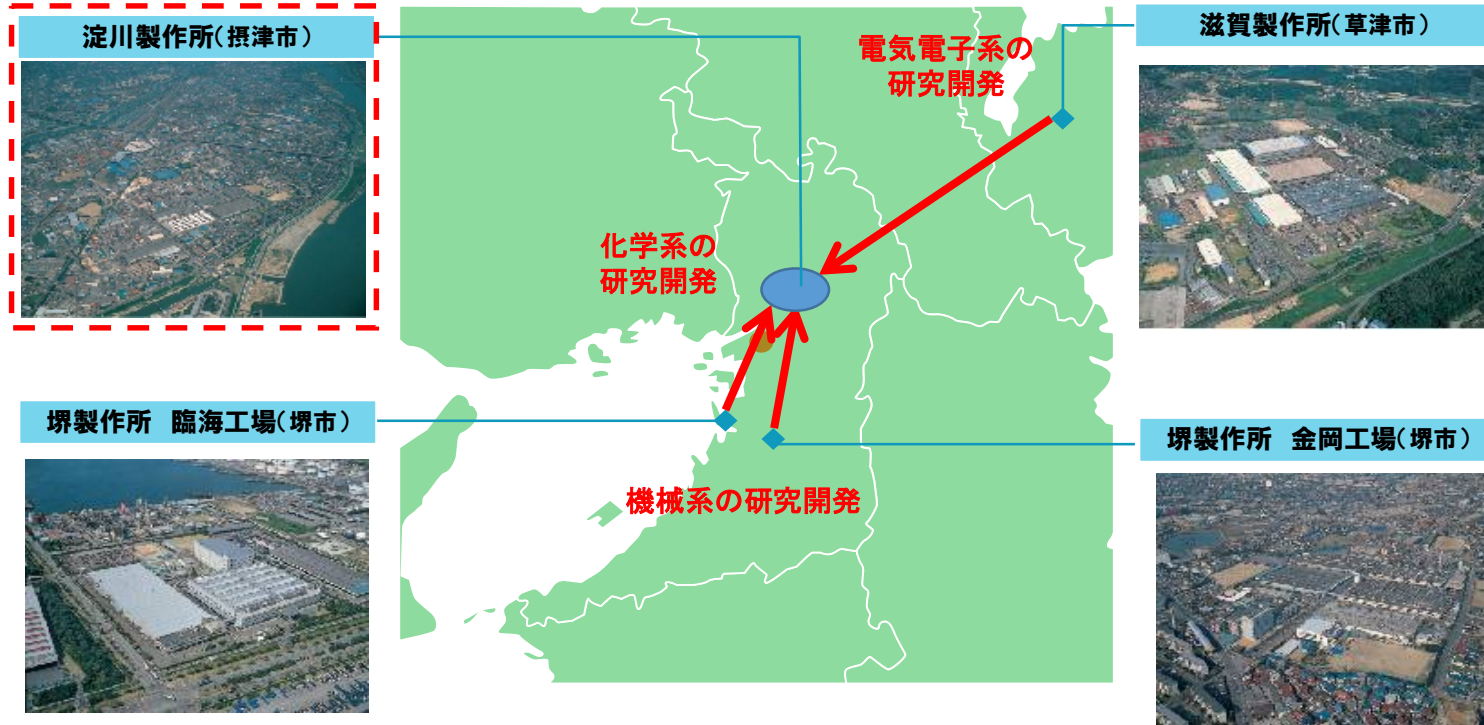 淀川製作所(摂津市)
滋賀製作所(草津市)
電気電子系の
研究開発
化学系の
研究開発
堺製作所　臨海工場(堺市)
堺製作所　金岡工場(堺市)
機械系の研究開発